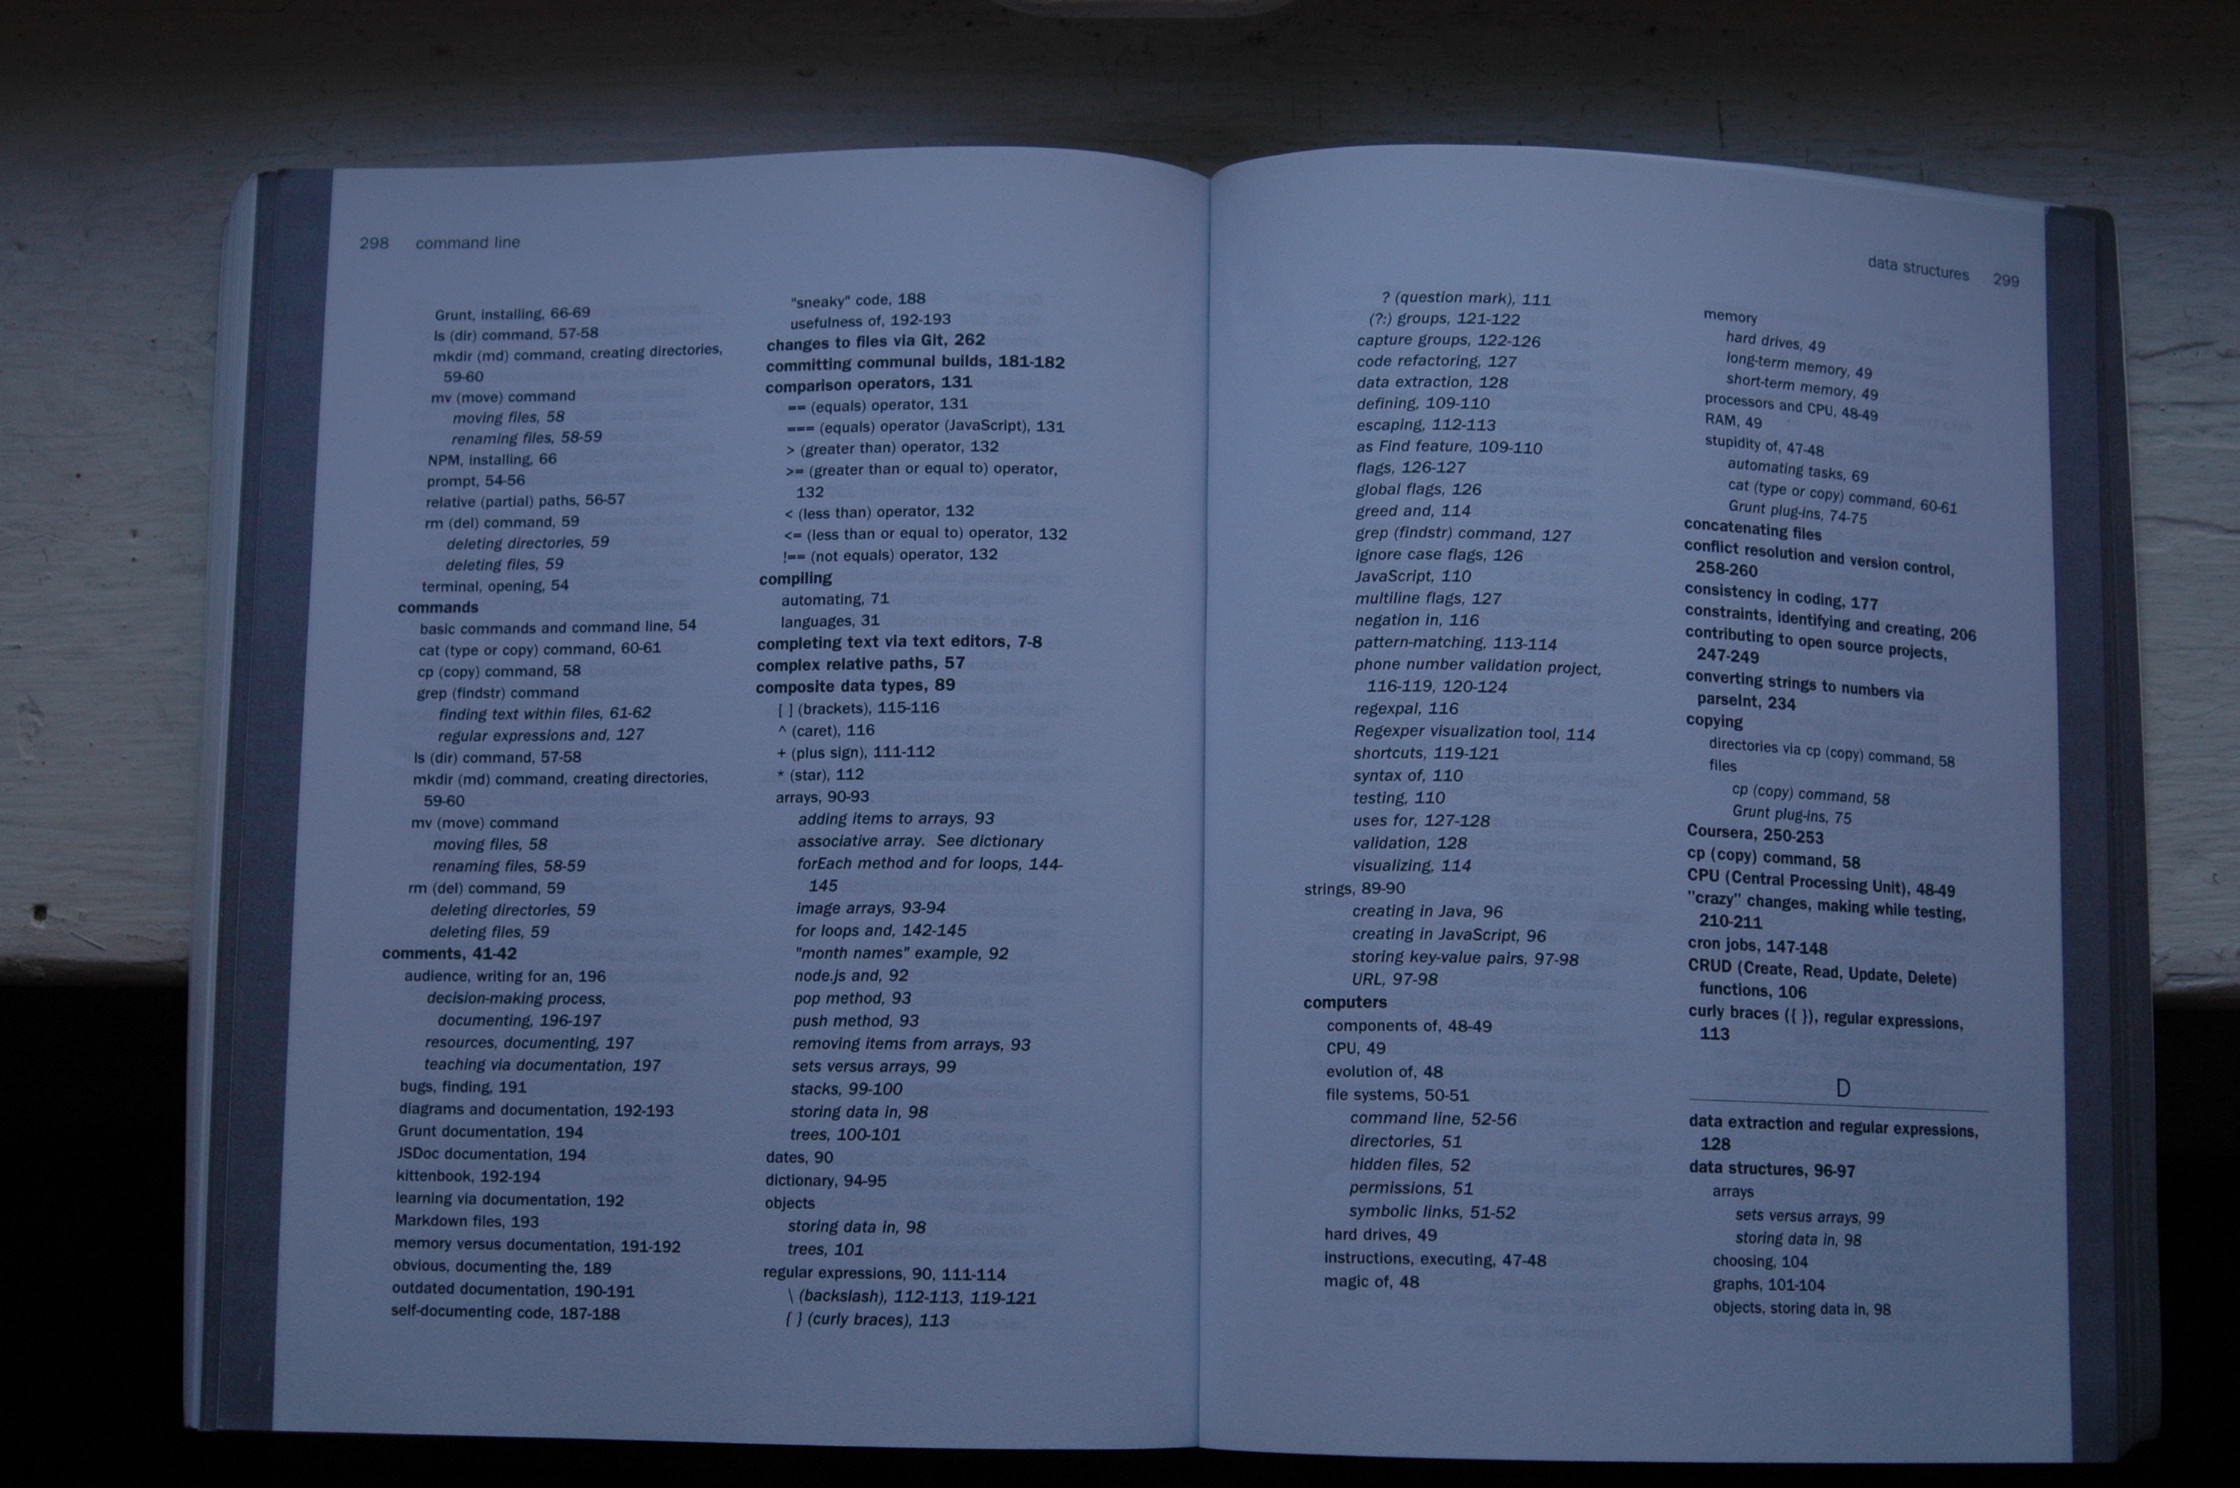 298 command line
Grunt, installing, 66-69
ls (dir) command, 57-58
mkdir (md) command, creating directories,
59-60
mv (move) command
moving files, 58
renaming files, 58-59
NPM, installing, 66
prompt, 54-56
relative (partial) paths, 56-57
rm (del) command, 59
deleting directories, 59
deleting files, 59
terminal, opening, 54
commands
basic commands and command line, 54
cat (type or copy) command, 60-61
cp (copy) command, 58
grep (findstr) command
finding text within files, 61-62
regular expressions and, 127
ls (dir) command, 57-58
mkdir (md) command, creating directories,
59-60
mv (move) command
moving files, 58
renaming files, 58-59
rm (del) command, 59
deleting directories, 59
deleting files, 59
comments, 41-42
audience, writing for an, 196
decision-making process,
documenting, 196-197
resources, documenting, 197
teaching via documentation, 197
bugs, finding, 191
diagrams and documentation, 192-193
Grunt documentation, 194
JSDoc documentation, 194
kittenbook, 192-194
learning via documentation, 192
Markdown files, 193
memory versus documentation, 191-192
obvious, documenting the, 189
outdated documentation, 190-191
self-documenting code, 187-188
"sneaky" code, 188
usefulness of, 192-193
changes to files via Git, 262
committing communal builds, 181-182
comparison operators, 131
== (equals) operator, 131
=== (equals) operator (JavaScript), 131
> (greater than) operator, 132
>= (greater than or equal to) operator,
132
< (less than) operator, 132
<= (less than or equal to) operator, 132
!== (not equals) operator, 132
compiling
automating, 71
languages, 31
completing text via text editors, 7-8
complex relative paths, 57
composite data types, 89
[ ] (brackets), 115-116
^ (caret), 116
+ (plus sign), 111-112
* (star), 112
arrays, 90-93
adding items to arrays, 93
associative array. See dictionary
forEach method and for loops, 144-
145
image arrays, 93-94
for loops and, 142-145
"month names" example, 92
node.js and, 92
pop method, 93
push method, 93
removing items from arrays, 93
sets versus arrays, 99
stacks, 99-100
storing data in, 98
trees, 100-101
dates, 90
dictionary, 94-95
objects
storing data in, 98
trees, 101
regular expressions, 90, 111-114
\ (backslash), 112-113, 119-121
{ } (curly braces), 113
data structures 299
? (question mark), 111
(?:) groups, 121-122
capture groups, 122-126
code refactoring, 127
data extraction, 128
defining, 109-110
escaping, 112-113
as Find feature, 109-110
flags, 126-127
global flags, 126
greed and, 114
grep (findstr) command, 127
ignore case flags, 126
JavaScript, 110
multiline flags, 127
negation in, 116
pattern-matching, 113-114
phone number validation project,
116-119, 120-124
regexpal, 116
Regexper visualization tool, 114
shortcuts, 119-121
syntax of, 110
testing, 110
uses for, 127-128
validation, 128
visualizing, 114
strings, 89-90
creating in Java, 96
creating in JavaScript, 96
storing key-value pairs, 97-98
URL, 97-98
computers
components of, 48-49
CPU, 49
evolution of, 48
file systems, 50-51
command line, 52-56
directories, 51
hidden files, 52
permissions, 51
symbolic links, 51-52
hard drives, 49
instructions, executing, 47-48
magic of, 48
memory
hard drives, 49
long-term memory, 49
short-term memory, 49
processors and CPU, 48-49
RAM, 49
stupidity of, 47-48
automating tasks, 69
cat (type or copy) command, 60-61
Grunt plug-ins, 74-75
concatenating files
conflict resolution and version control,
258-260
consistency in coding, 177
constraints, identifying and creating, 206
contributing to open source projects,
247-249
converting strings to numbers via
parseInt, 234
copying
directories via cp (copy) command, 58
files
cp (copy) command, 58
Grunt plug-ins, 75
Coursera, 250-253
cp (copy) command, 58
CPU (Central Processing Unit), 48-49
"crazy" changes, making while testing,
210-211
cron jobs, 147-148
CRUD (Create, Read, Update, Delete)
functions, 106
curly braces ({ }), regular expressions,
113
D
data extraction and regular expressions,
128
data structures, 96-97
arrays
sets versus arrays, 99
storing data in, 98
choosing, 104
graphs, 101-104
objects, storing data in, 98